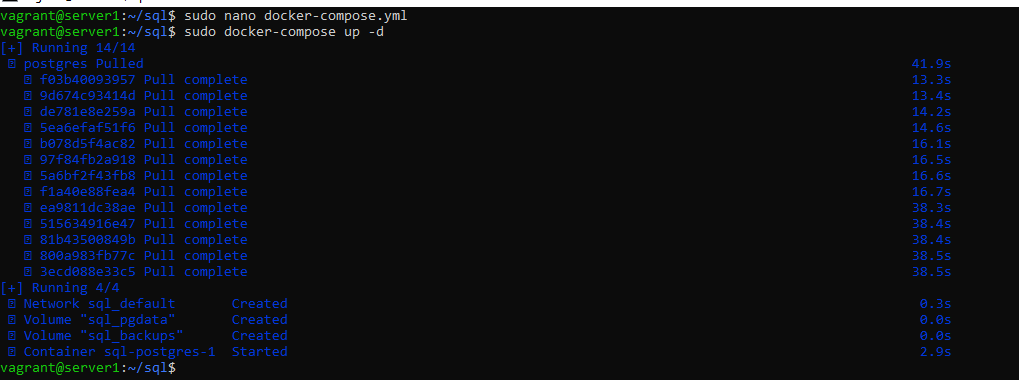 vagrant@server1:~/sql$ sudo nano docker-compose.yml
vagrant@server1:~/sql$ sudo docker-compose up -d
[+] Running 14/14
postgres Pulled 41.9s
f03b40093957 Pull complete 13.3s
9d674c93414d Pull complete 13.4s
de781e8e259a Pull complete 14.2s
5ea6efaf51f6 Pull complete 14.6s
b078d5f4ac82 Pull complete 16.1s
97f84fb2a918 Pull complete 16.5s
5a6bf2f43fb8 Pull complete 16.6s
f1a40e88fea4 Pull complete 16.7s
ea9811dc38ae Pull complete 38.3s
515634916e47 Pull complete 38.4s
81b43500849b Pull complete 38.4s
800a983fb77c Pull complete 38.5s
3ecd088e33c5 Pull complete 38.5s
[+] Running 4/4
Network sql_default Created 0.3s
Volume "sql_pgdata" Created 0.0s
Volume "sql_backups" Created 0.0s
Container sql-postgres-1 Started 2.9s
vagrant@server1:~/sql$